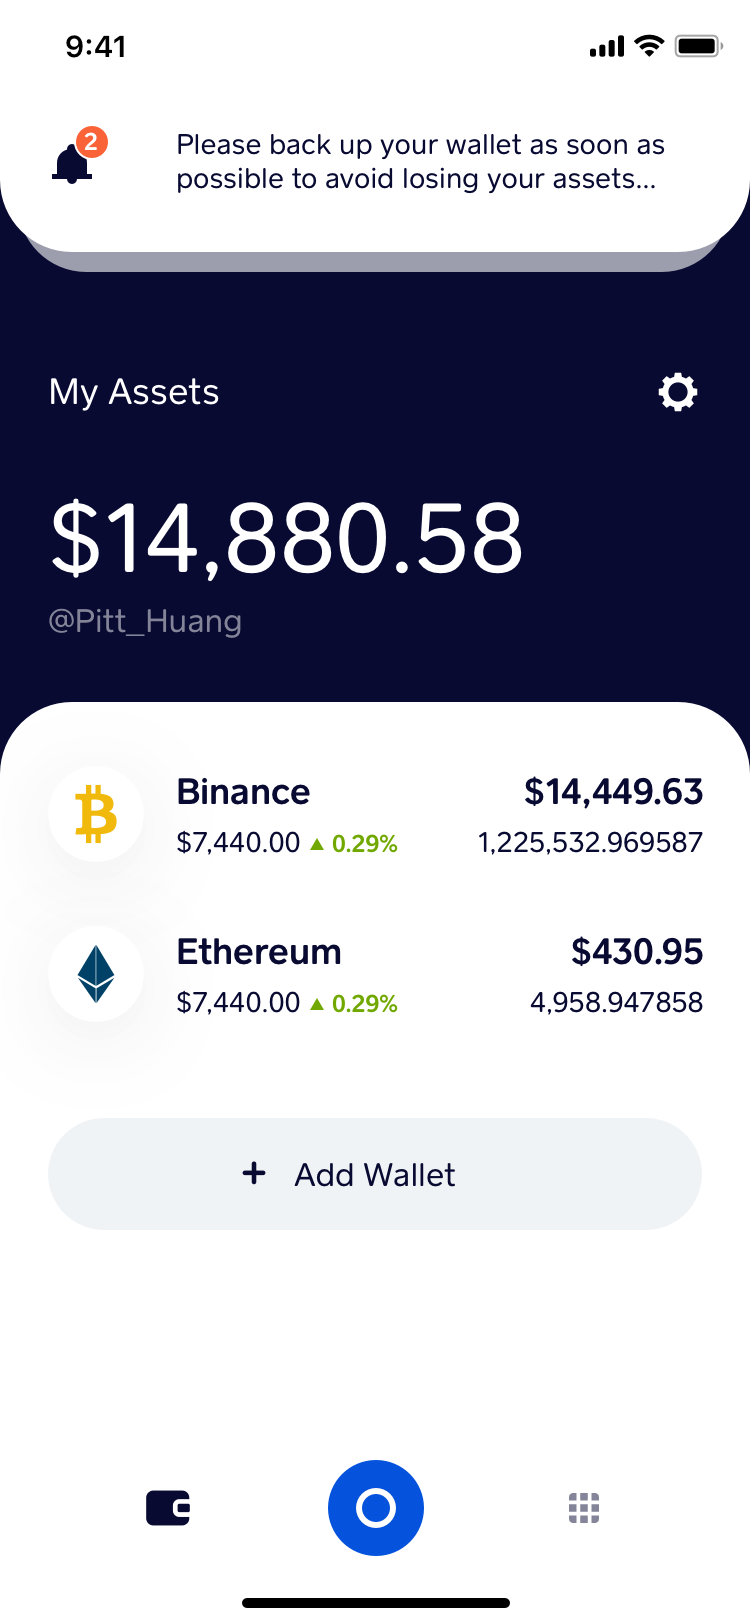 9:41
2
Please back up your wallet as soon as
possible to avoid losing your assets...
My Assets
$14,880.58
@Pitt_Huang
Binance $14,449.63
$7,440.00 ▲ 0.29% 1,225,532.969587
Ethereum $430.95
$7,440.00 ▲ 0.29% 4,958.947858
+ Add Wallet